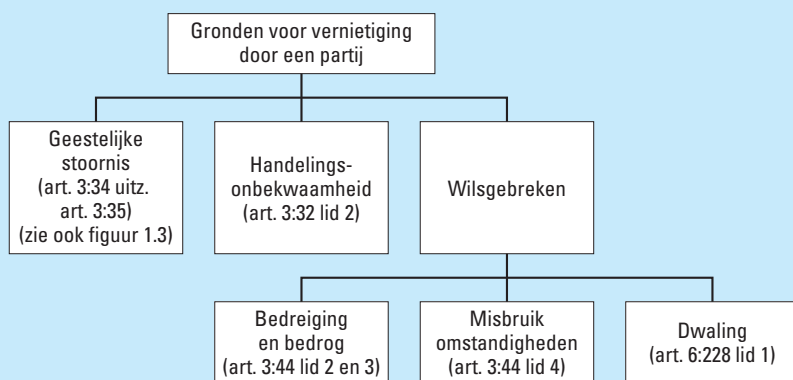 Gronden voor vernietiging
door een partij
Geestelijke
stoornis
(art. 3:34 uitz.
art. 3:35)
(zie ook figuur 1.3)
Handelings-
onbekwaamheid
(art. 3:32 lid 2)
Wilsgebreken
Bedreiging
en bedrog
(art. 3:44 lid 2 en 3)
Misbruik
omstandigheden
(art. 3:44 lid 4)
Dwaling
(art. 6:228 lid 1)